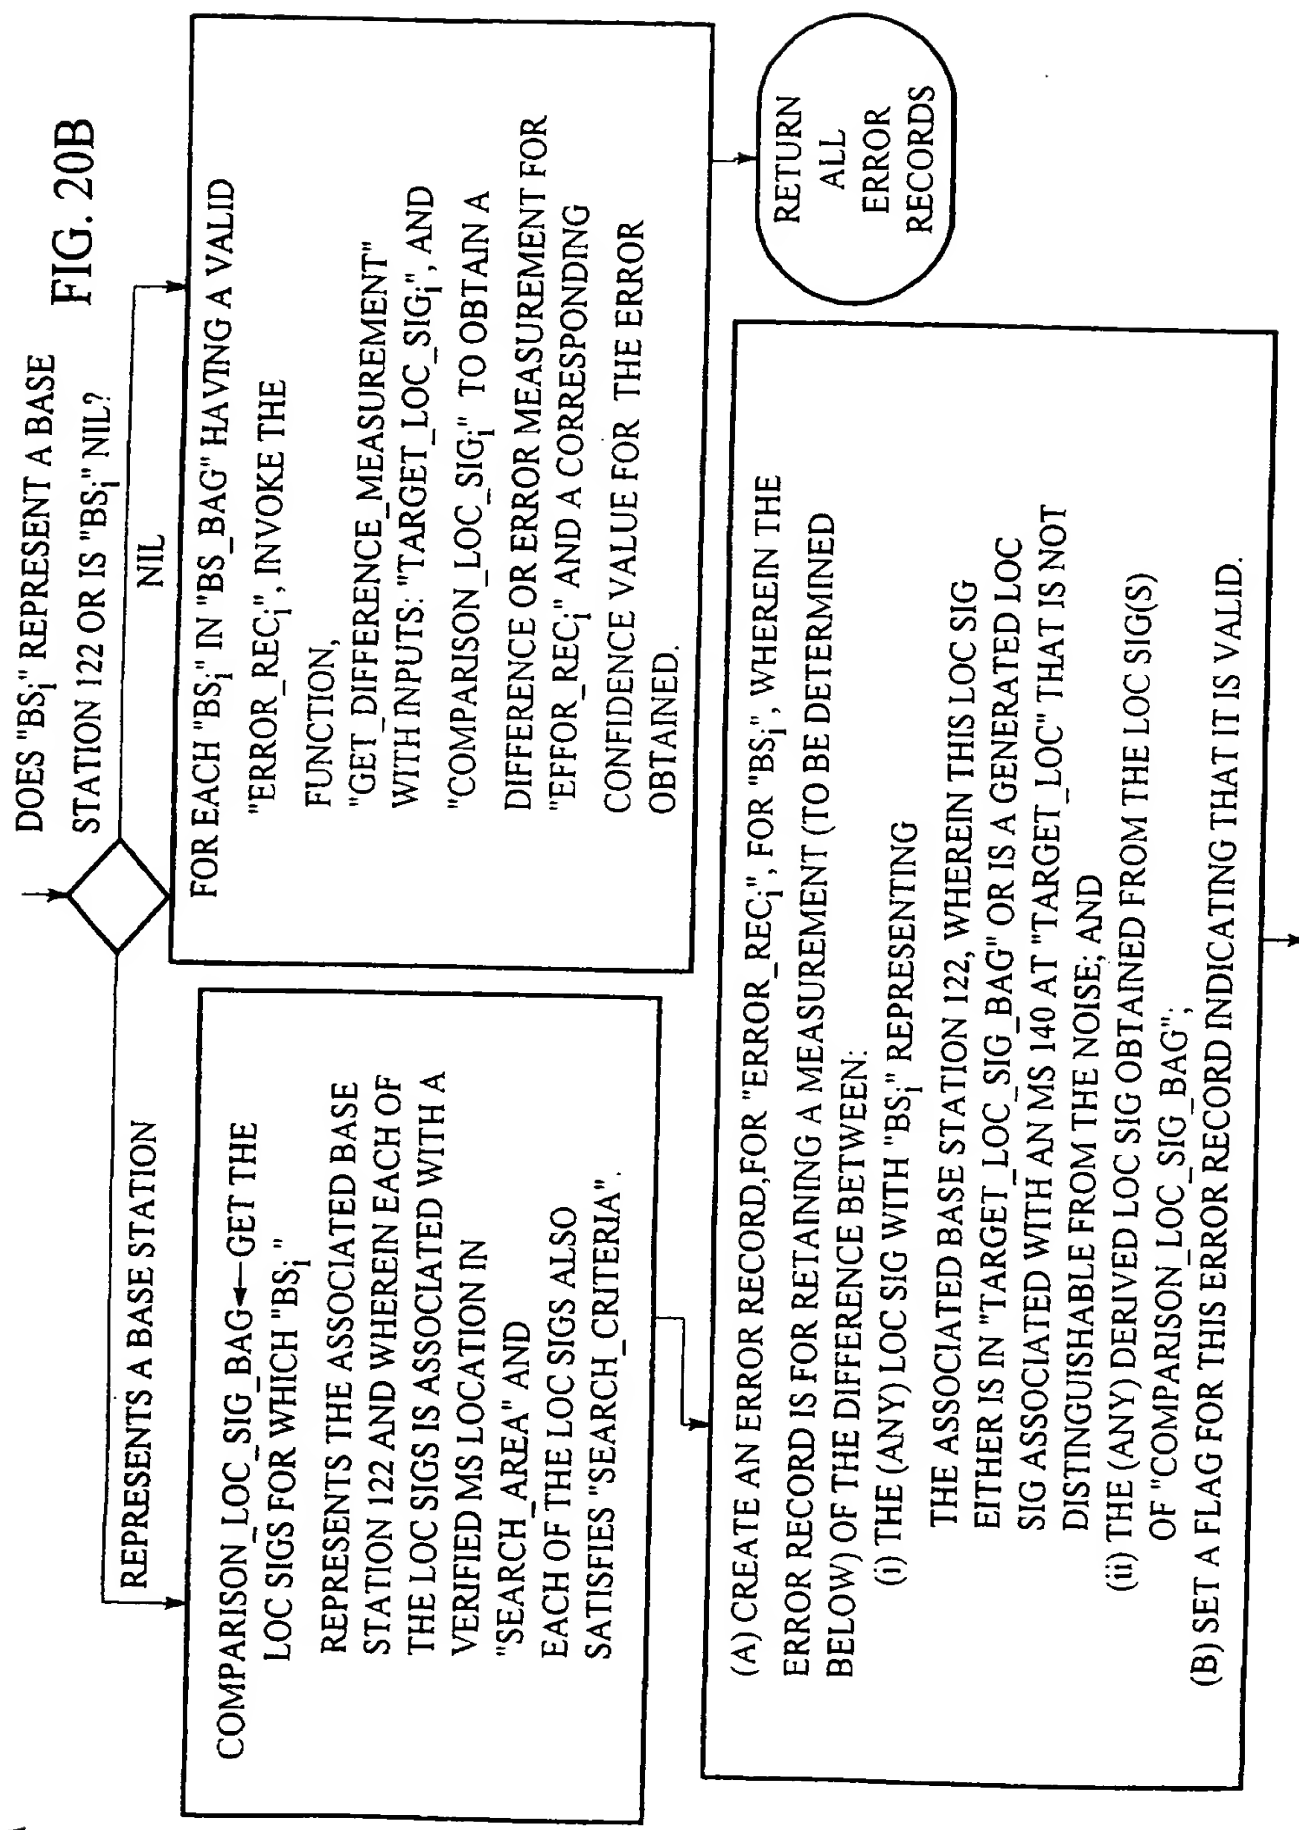 FIG. 20B
DOES "BSi" REPRESENT A BASE
STATION 122 OR IS "BSi" NIL?
REPRESENTS A BASE STATION
NIL
COMPARISON_LOC_SIG_BAG←GET THE
LOC SIGS FOR WHICH "BSi"
REPRESENTS THE ASSOCIATED BASE
STATION 122 AND WHEREIN EACH OF
THE LOC SIGS IS ASSOCIATED WITH A
VERIFIED MS LOCATION IN
"SEARCH_AREA" AND
EACH OF THE LOC SIGS ALSO
SATISFIES "SEARCH_CRITERIA".
FOR EACH "BSi" IN "BS_BAG" HAVING A VALID
"ERROR_RECi", INVOKE THE
FUNCTION,
"GET_DIFFERENCE_MEASUREMENT"
WITH INPUTS: "TARGET_LOC_SIGi", AND
"COMPARISON_LOC_SIGi" TO OBTAIN A
DIFFERENCE OR ERROR MEASUREMENT FOR
"EFFOR_RECi" AND A CORRESPONDING
CONFIDENCE VALUE FOR THE ERROR
OBTAINED.
RETURN
ALL
ERROR
RECORDS
(A) CREATE AN ERROR RECORD,FOR "ERROR_RECi", FOR "BSi", WHEREIN THE
ERROR RECORD IS FOR RETAINING A MEASUREMENT (TO BE DETERMINED
BELOW) OF THE DIFFERENCE BETWEEN:
(i) THE (ANY) LOC SIG WITH "BSi" REPRESENTING
THE ASSOCIATED BASE STATION 122, WHEREIN THIS LOC SIG
EITHER IS IN "TARGET_LOC_SIG_BAG" OR IS A GENERATED LOC
SIG ASSOCIATED WITH AN MS 140 AT "TARGET_LOC" THAT IS NOT
DISTINGUISHABLE FROM THE NOISE; AND
(ii) THE (ANY) DERIVED LOC SIG OBTAINED FROM THE LOC SIG(S)
OF "COMPARISON_LOC_SIG_BAG";
(B) SET A FLAG FOR THIS ERROR RECORD INDICATING THAT IT IS VALID.